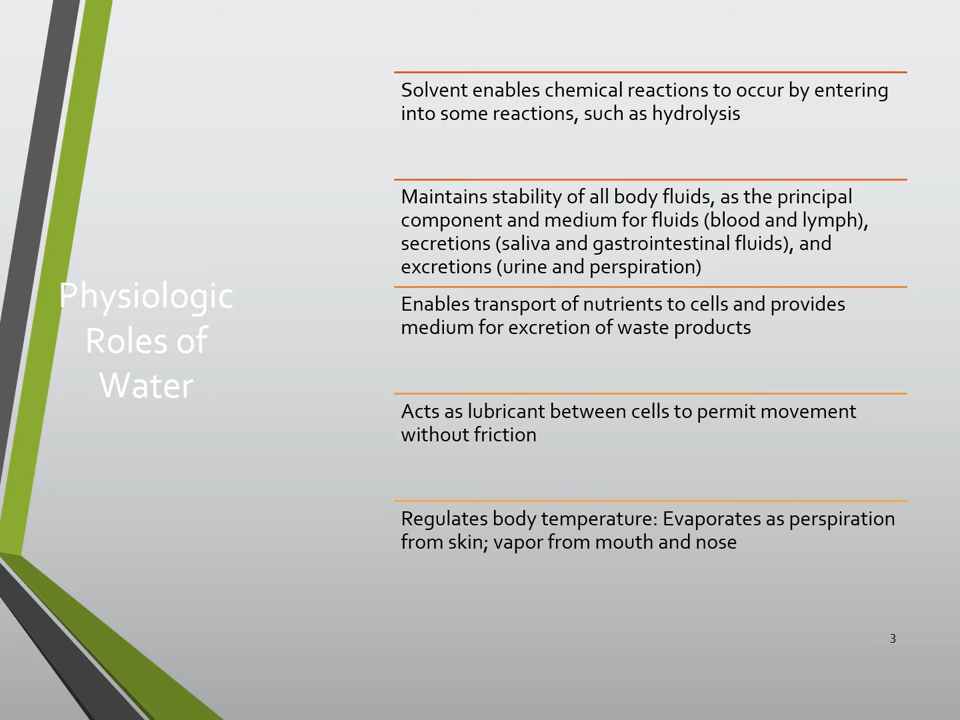 Physiologic
Roles of
Water
Solvent enables chemical reactions to occur by entering
into some reactions, such as hydrolysis
Maintains stability of all body fluids, as the principal
component and medium for fluids (blood and lymph),
secretions (saliva and gastrointestinal fluids), and
excretions (urine and perspiration)
Enables transport of nutrients to cells and provides
medium for excretion of waste products
Acts as lubricant between cells to permit movement
without friction
Regulates body temperature: Evaporates as perspiration
from skin; vapor from mouth and nose
3